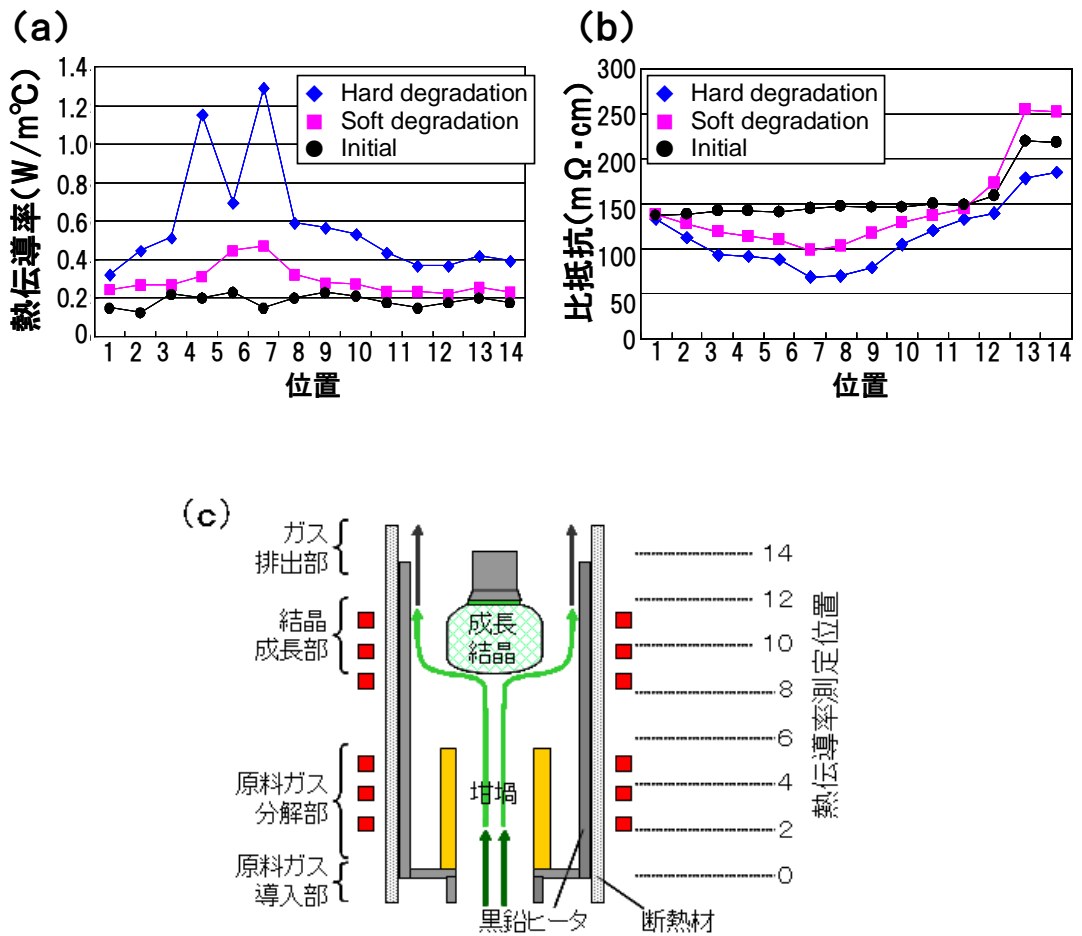 (a)
熱伝導率(W/m℃)
1.4
1.2
1.0
0.8
0.6
0.4
0.2
0
Hard degradation
Soft degradation
Initial
1 2 3 4 5 6 7 8 9 10 11 12 13 14
位置
(b)
比抵抗(mΩ・cm)
300
250
200
150
100
50
0
Hard degradation
Soft degradation
Initial
1 2 3 4 5 6 7 8 9 10 11 12 13 14
位置
(c)
ガス
排出部
結晶
成長部
原料ガス
分解部
原料ガス
導入部
成長
結晶
坩堝
黒鉛ヒータ
断熱材
14
12
10
8
6
4
2
0
熱伝導率測定位置